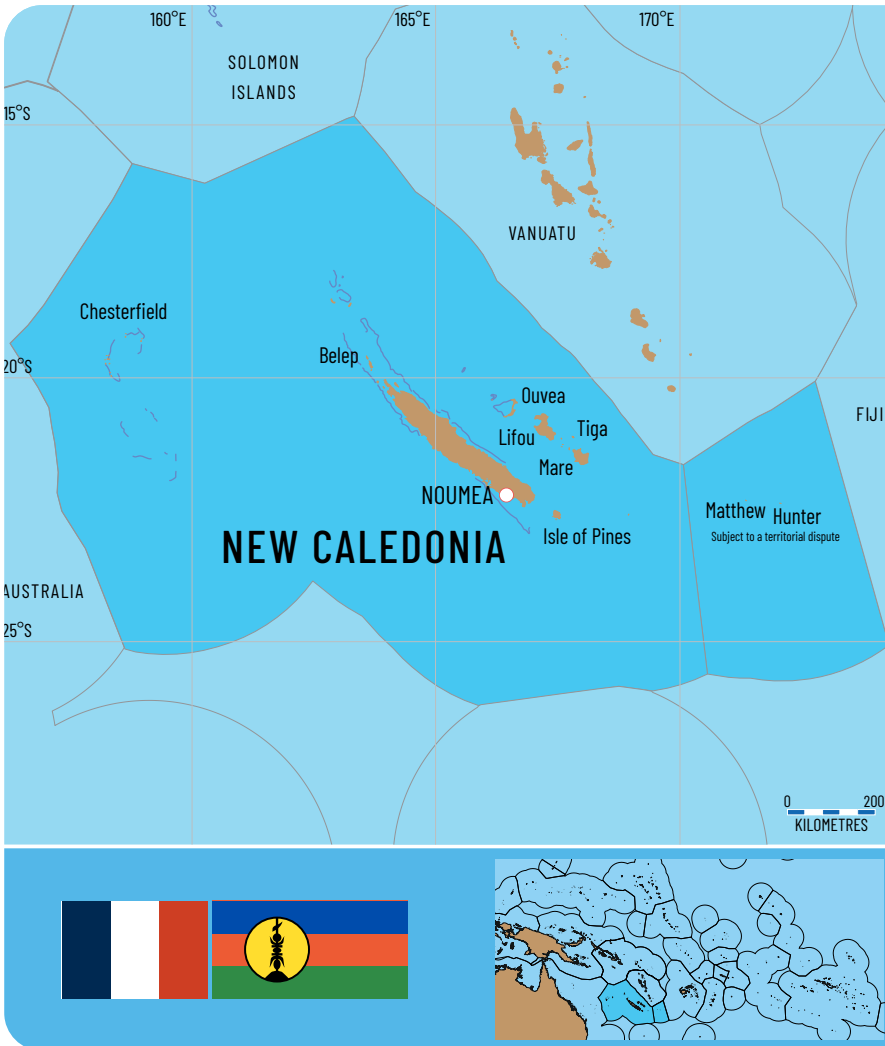 160°E
165°E
170°E
SOLOMON
ISLANDS
15°S
VANUATU
Chesterfield
Belep
20°S
Ouvea
Lifou
Tiga
FIJI
Mare
NOUMEA
Matthew
Hunter
Subject to a territorial dispute
Isle of Pines
NEW CALEDONIA
AUSTRALIA
25°S
0
200
KILOMETRES